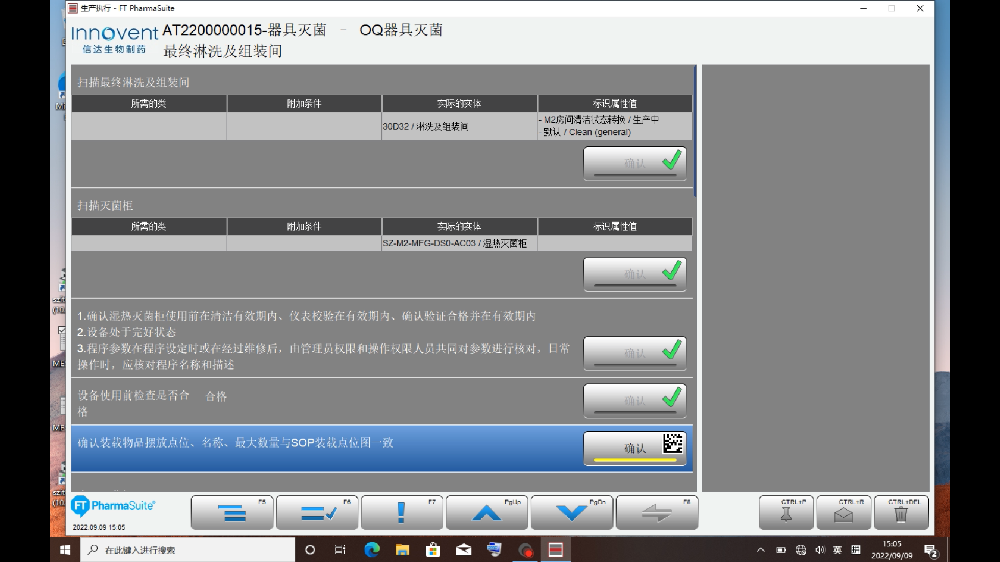 生产执行 - FT PharmaSuite
Innovent
信达生物制药
AT2200000015-器具灭菌 - OQ器具灭菌
最终淋洗及组装间
扫描最终淋洗及组装间
所需的类 附加条件 实际的实体 标识属性值
30D32 / 淋洗及组装间
- M2房间清洁状态转换 / 生产中
- 默认 / Clean (general)
确认
扫描灭菌柜
所需的类 附加条件 实际的实体 标识属性值
SZ-M2-MFG-DS0-AC03 / 湿热灭菌柜
确认
1.确认湿热灭菌柜使用前在清洁有效期内、仪表校验在有效期内、确认验证合格并在有效期内
2.设备处于完好状态
3.程序参数在程序设定时或在经过维修后，由管理员权限和操作权限人员共同对参数进行核对，日常
操作时，应核对程序名称和描述
确认
设备使用前检查是否合
格
合格
确认
确认装载物品摆放点位、名称、最大数量与SOP装载点位图一致
确认
FT PharmaSuite®
2022.09.09 15:05
F5 F6 F7 PgUp PgDn F8 CTRL+P CTRL+R CTRL+DEL
szit
(10.
ME
ME
szit
(10.
在此键入进行搜索
英
拼
15:05
2022/09/09
2